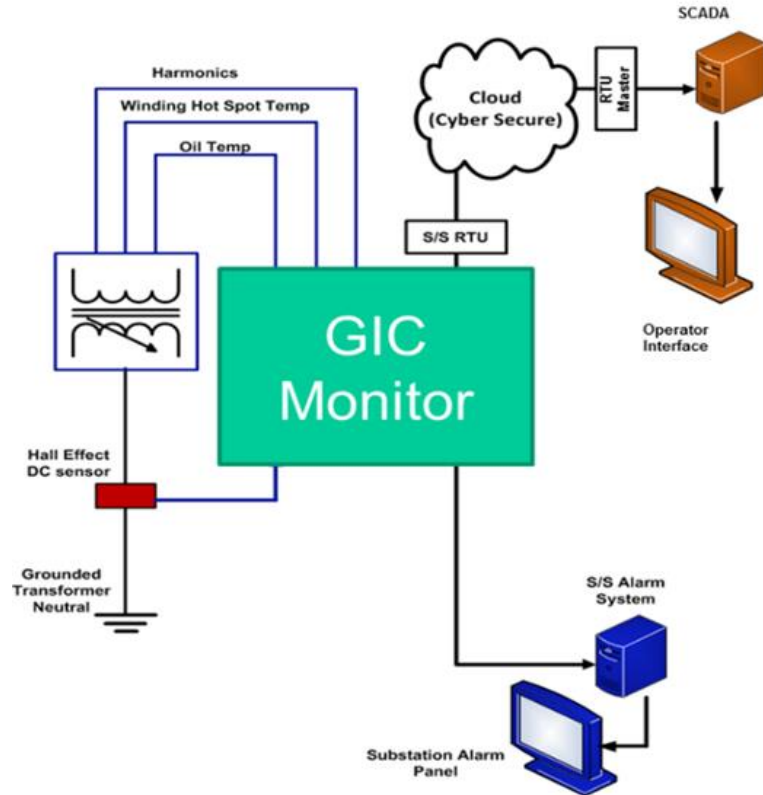 SCADA
Harmonics
Winding Hot Spot Temp
Oil Temp
Cloud
(Cyber Secure)
RTU
Master
S/S RTU
GIC
Monitor
Operator
Interface
Hall Effect
DC sensor
Grounded
Transformer
Neutral
S/S Alarm
System
Substation Alarm
Panel